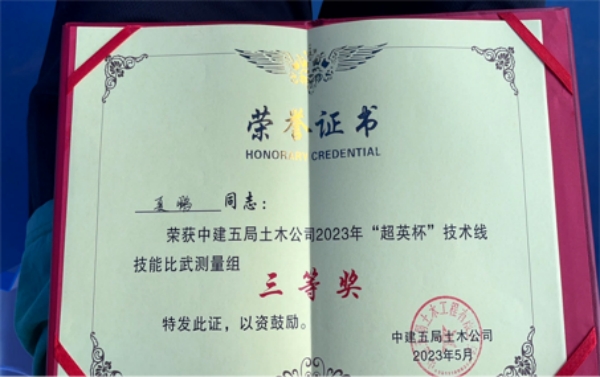 荣誉证书
HONORARY CREDENTIAL
夏鹏 同志:
荣获中建五局土木公司2023年“超英杯”技术线
技能比武测量组
三等奖
特发此证，以资鼓励。
中建五局土木公司
2023年5月